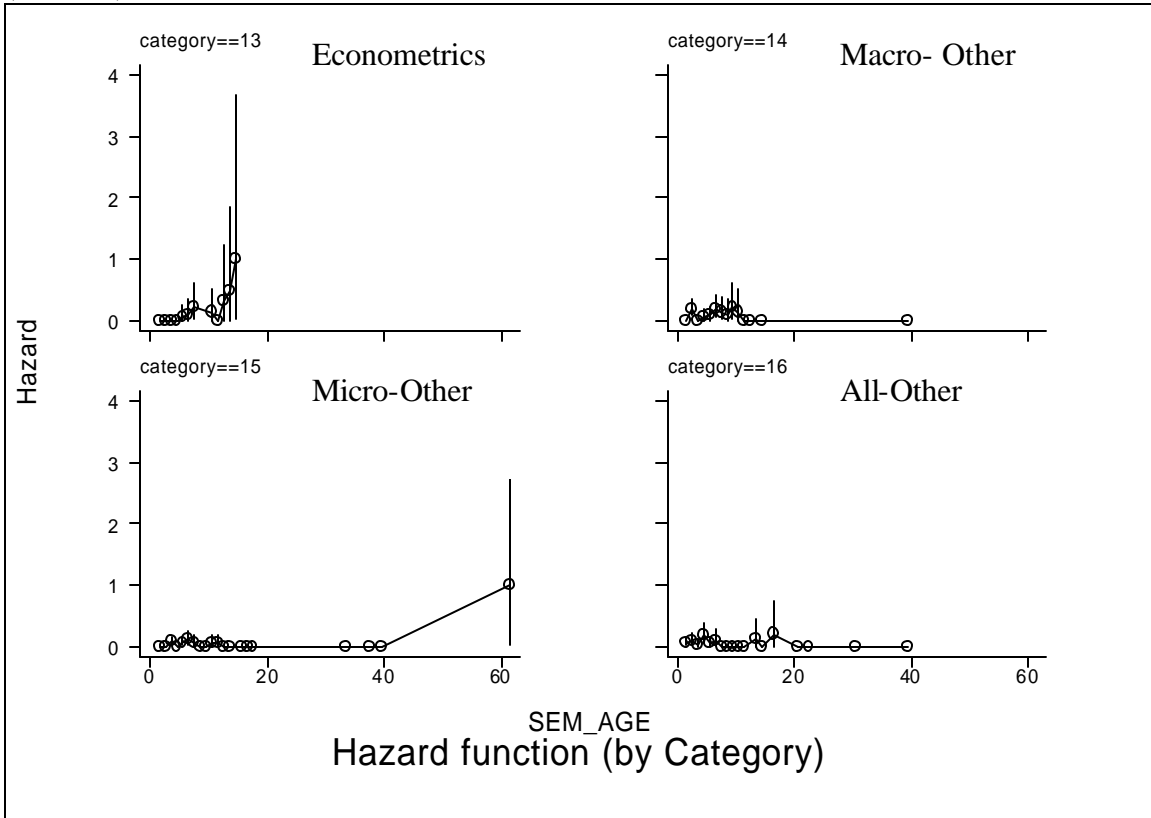 category==13
Econometrics
category==14
Macro- Other
4
3
2
1
0
category==15
Micro-Other
category==16
All-Other
4
3
2
1
0
0 20 40 60
0 20 40 60
Hazard
SEM_AGE
Hazard function (by Category)